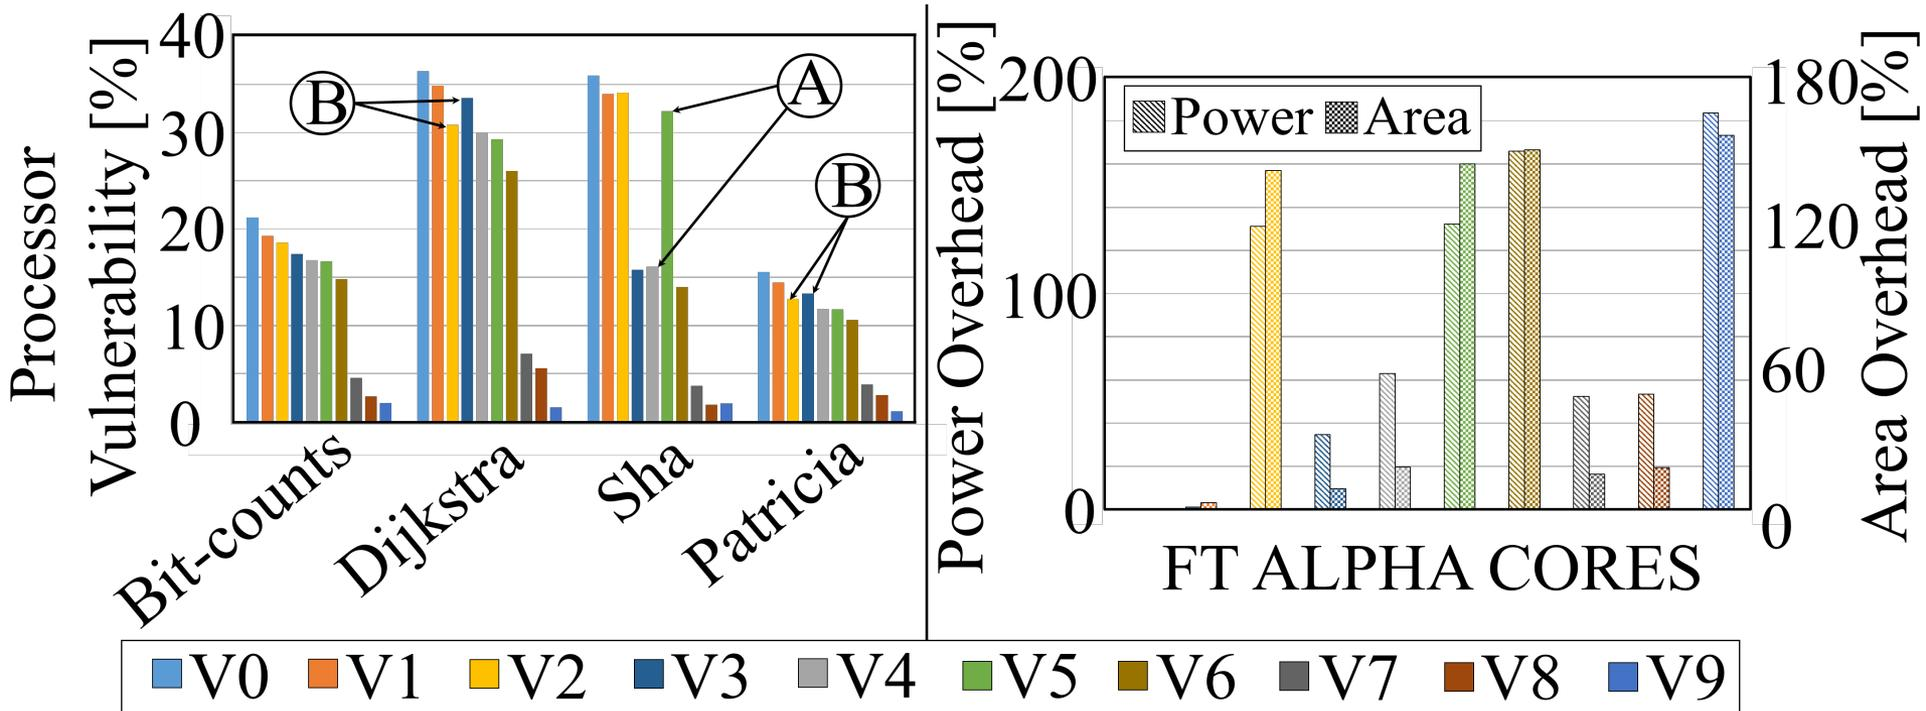 Processor
Vulnerability [%]
40
30
20
10
0
B
A
B
Bit-counts
Dijkstra
Sha
Patricia
Power Overhead [%]
200
100
0
Power
Area
180
120
60
0
Area Overhead [%]
FT ALPHA CORES
V0 V1 V2 V3 V4 V5 V6 V7 V8 V9